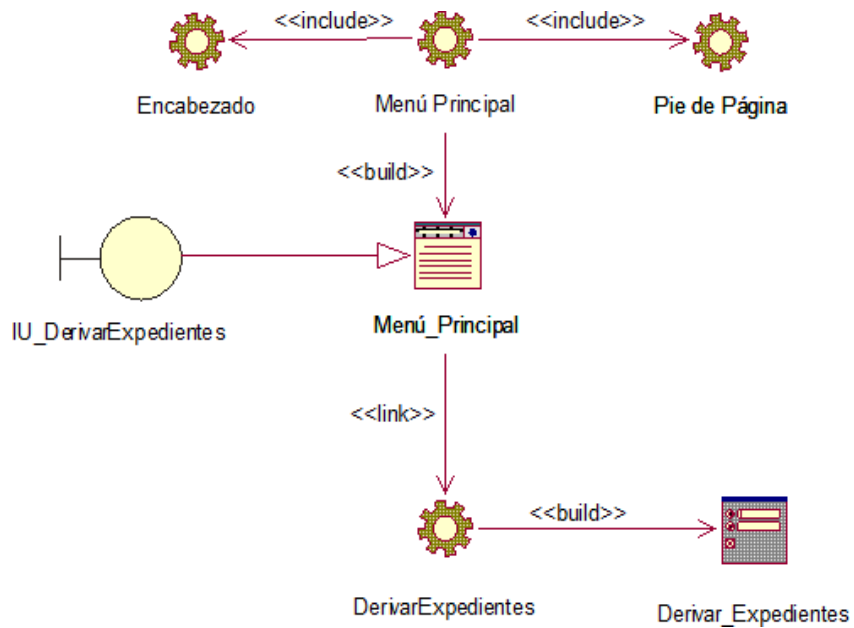 <<include>>
<<include>>
Encabezado
Menú Principal
Pie de Página
<<build>>
IU_DerivarExpedientes
Menú_Principal
<<link>>
<<build>>
DerivarExpedientes
Derivar_Expedientes